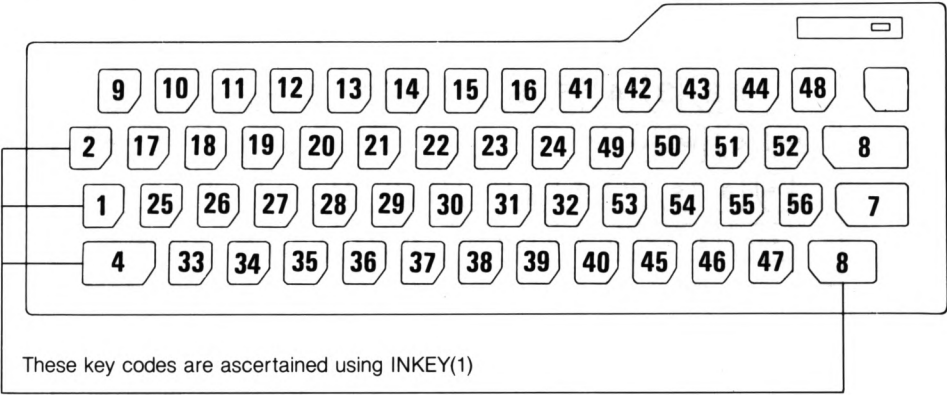 9 10 11 12 13 14 15 16 41 42 43 44 48
2 17 18 19 20 21 22 23 24 49 50 51 52 8
1 25 26 27 28 29 30 31 32 53 54 55 56 7
4 33 34 35 36 37 38 39 40 45 46 47 8
These key codes are ascertained using INKEY(1)